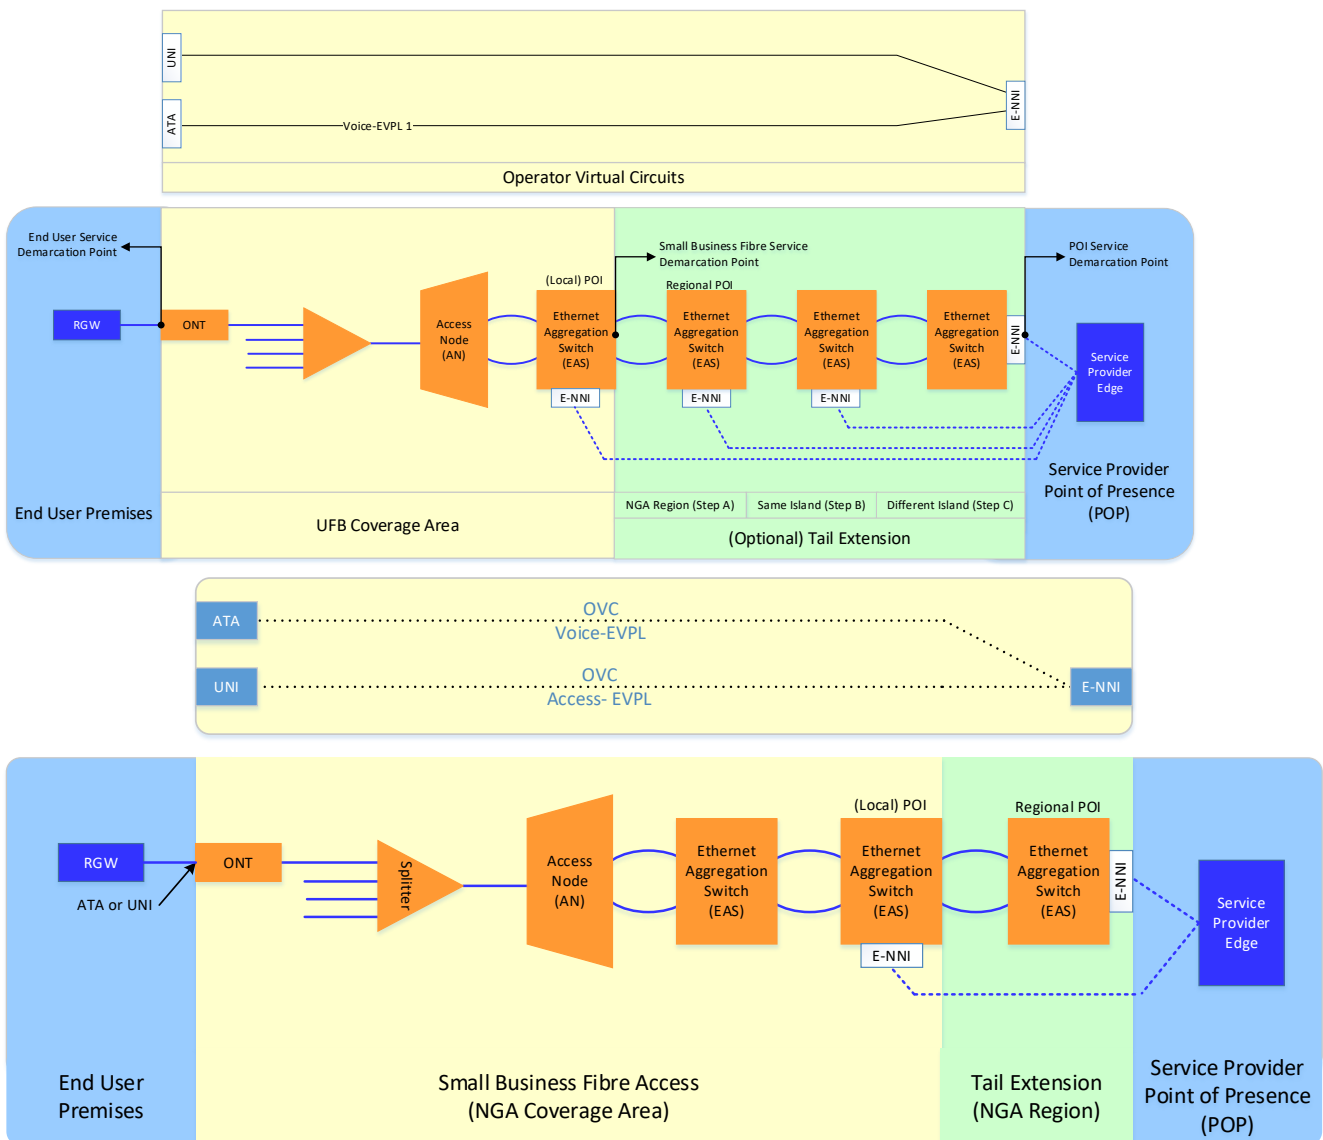 UNI
ATA
E-NNI
Voice-EVPL 1
Operator Virtual Circuits
End User Service
Demarcation Point
Small Business Fibre Service
Demarcation Point
POI Service
Demarcation Point
(Local) POI
Regional POI
RGW
ONT
Access
Node
(AN)
Ethernet
Aggregation
Switch
(EAS)
Ethernet
Aggregation
Switch
(EAS)
Ethernet
Aggregation
Switch
(EAS)
Ethernet
Aggregation
Switch
(EAS)
E-NNI
Service
Provider
Edge
E-NNI
E-NNI
E-NNI
End User Premises
UFB Coverage Area
NGA Region (Step A)
Same Island (Step B)
Different Island (Step C)
(Optional) Tail Extension
Service Provider
Point of Presence
(POP)
ATA
OVC
Voice-EVPL
UNI
OVC
Access- EVPL
E-NNI
(Local) POI
Regional POI
RGW
ONT
ATA or UNI
Splitter
Access
Node
(AN)
Ethernet
Aggregation
Switch
(EAS)
Ethernet
Aggregation
Switch
(EAS)
Ethernet
Aggregation
Switch
(EAS)
E-NNI
E-NNI
Service
Provider
Edge
End User
Premises
Small Business Fibre Access
(NGA Coverage Area)
Tail Extension
(NGA Region)
Service Provider
Point of Presence
(POP)